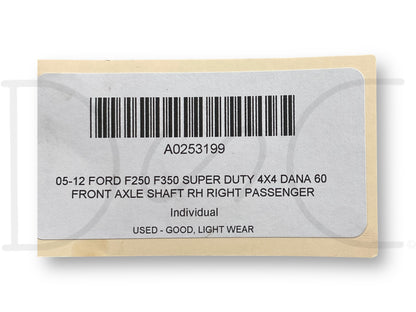 A0253199
05-12 FORD F250 F350 SUPER DUTY 4X4 DANA 60
FRONT AXLE SHAFT RH RIGHT PASSENGER
Individual
USED - GOOD, LIGHT WEAR